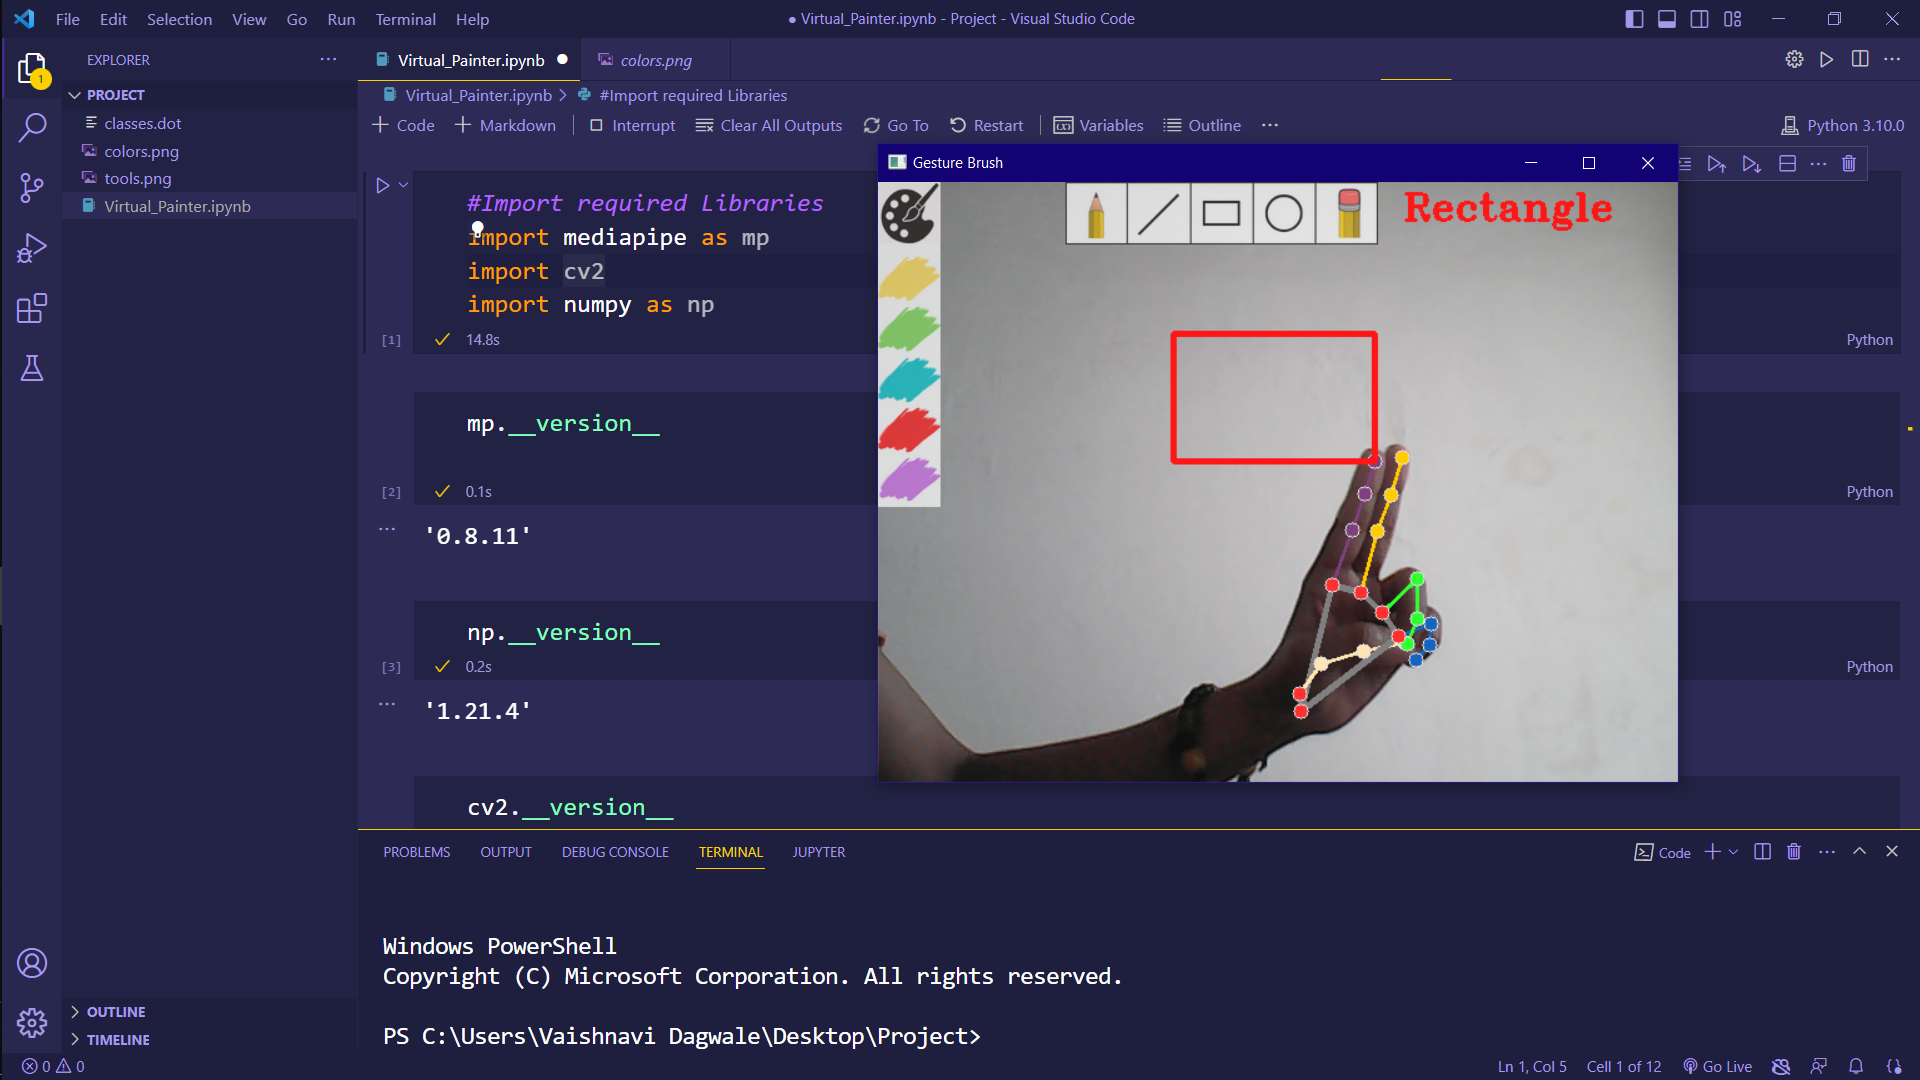 File Edit Selection View Go Run Terminal Help
● Virtual_Painter.ipynb - Project - Visual Studio Code
1
EXPLORER
PROJECT
classes.dot
colors.png
tools.png
Virtual_Painter.ipynb
OUTLINE
TIMELINE
Virtual_Painter.ipynb
colors.png
Virtual_Painter.ipynb > #Import required Libraries
+ Code + Markdown Interrupt Clear All Outputs Go To Restart Variables Outline ...
Python 3.10.0
#Import required Libraries
import mediapipe as mp
import cv2
import numpy as np
[1] 14.8s Python
mp.__version__
[2] 0.1s Python
'0.8.11'
np.__version__
[3] 0.2s Python
'1.21.4'
cv2.__version__
Gesture Brush
Rectangle
PROBLEMS OUTPUT DEBUG CONSOLE TERMINAL JUPYTER
Code
Windows PowerShell
Copyright (C) Microsoft Corporation. All rights reserved.
PS C:\Users\Vaishnavi Dagwale\Desktop\Project>
0 0
Ln 1, Col 5 Cell 1 of 12 Go Live